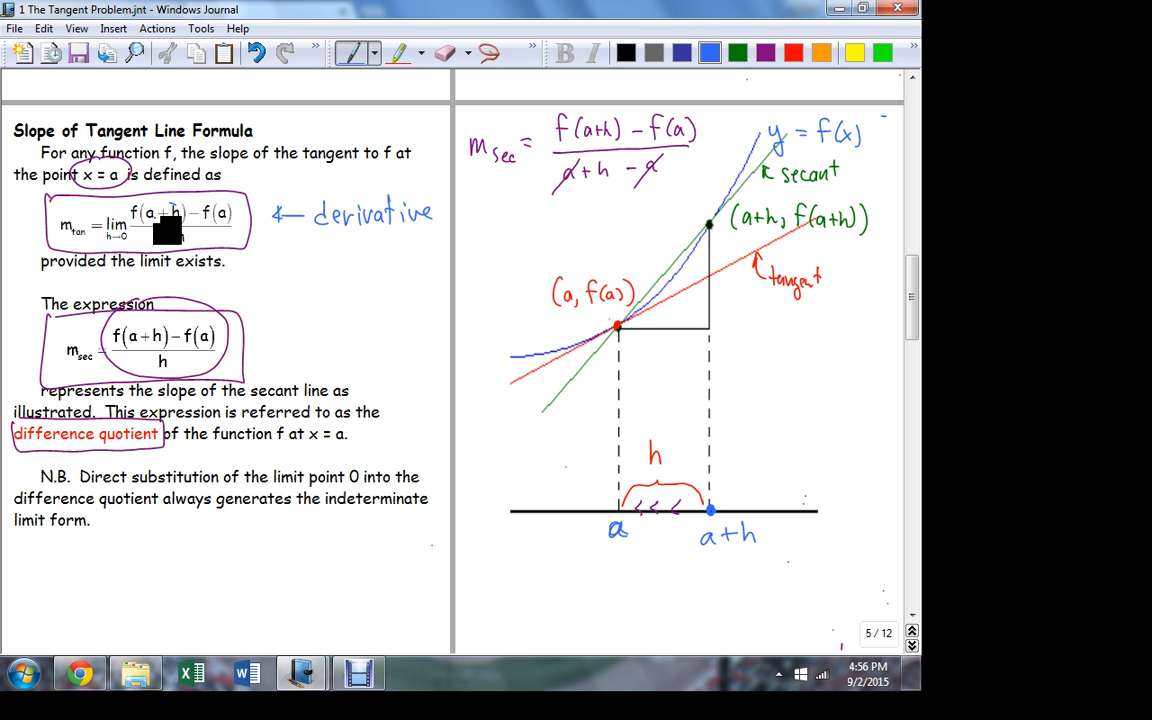 1 The Tangent Problem.jnt - Windows Journal
File Edit View Insert Actions Tools Help
Slope of Tangent Line Formula
For any function f, the slope of the tangent to f at
the point x = a is defined as
m_tan = lim h→0 f(a + h) − f(a) / h
← derivative
provided the limit exists.
The expression
m_sec = f(a + h) − f(a) / h
represents the slope of the secant line as
illustrated. This expression is referred to as the
difference quotient of the function f at x = a.
N.B. Direct substitution of the limit point 0 into the
difference quotient always generates the indeterminate
limit form.
m_sec = f(a+h) − f(a) / a + h − a
y = f(x)
secant
(a+h, f(a+h))
tangent
(a, f(a))
h
< < <
a
a+h
5 / 12
4:56 PM
9/2/2015